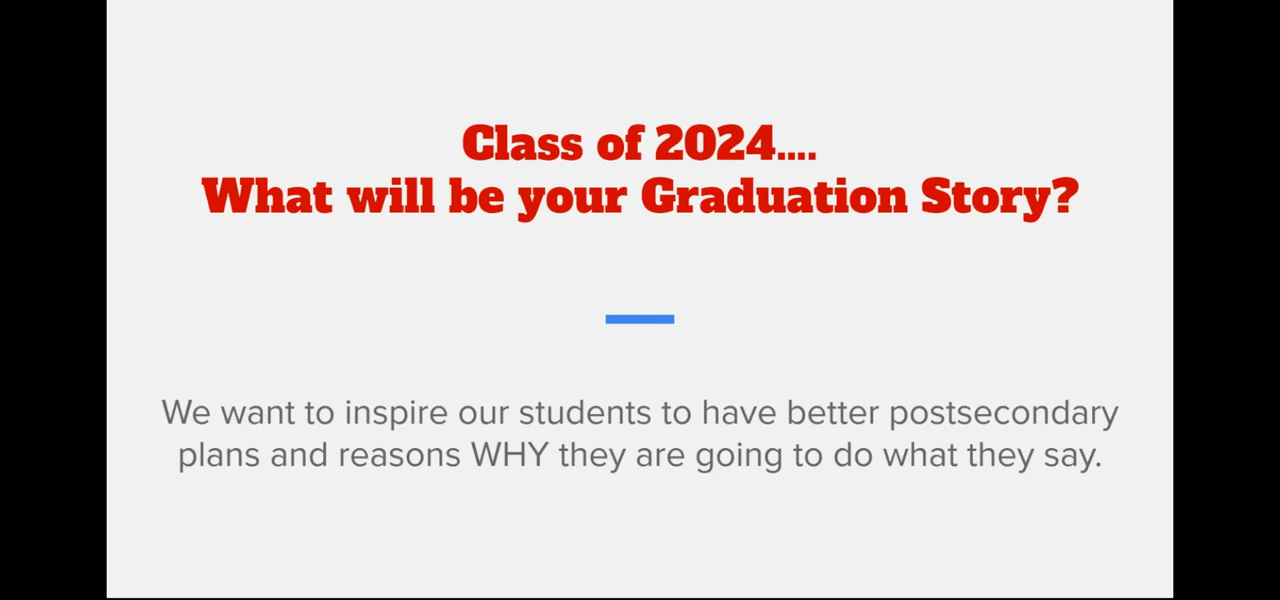 Class of 2024....
What will be your Graduation Story?
We want to inspire our students to have better postsecondary
plans and reasons WHY they are going to do what they say.